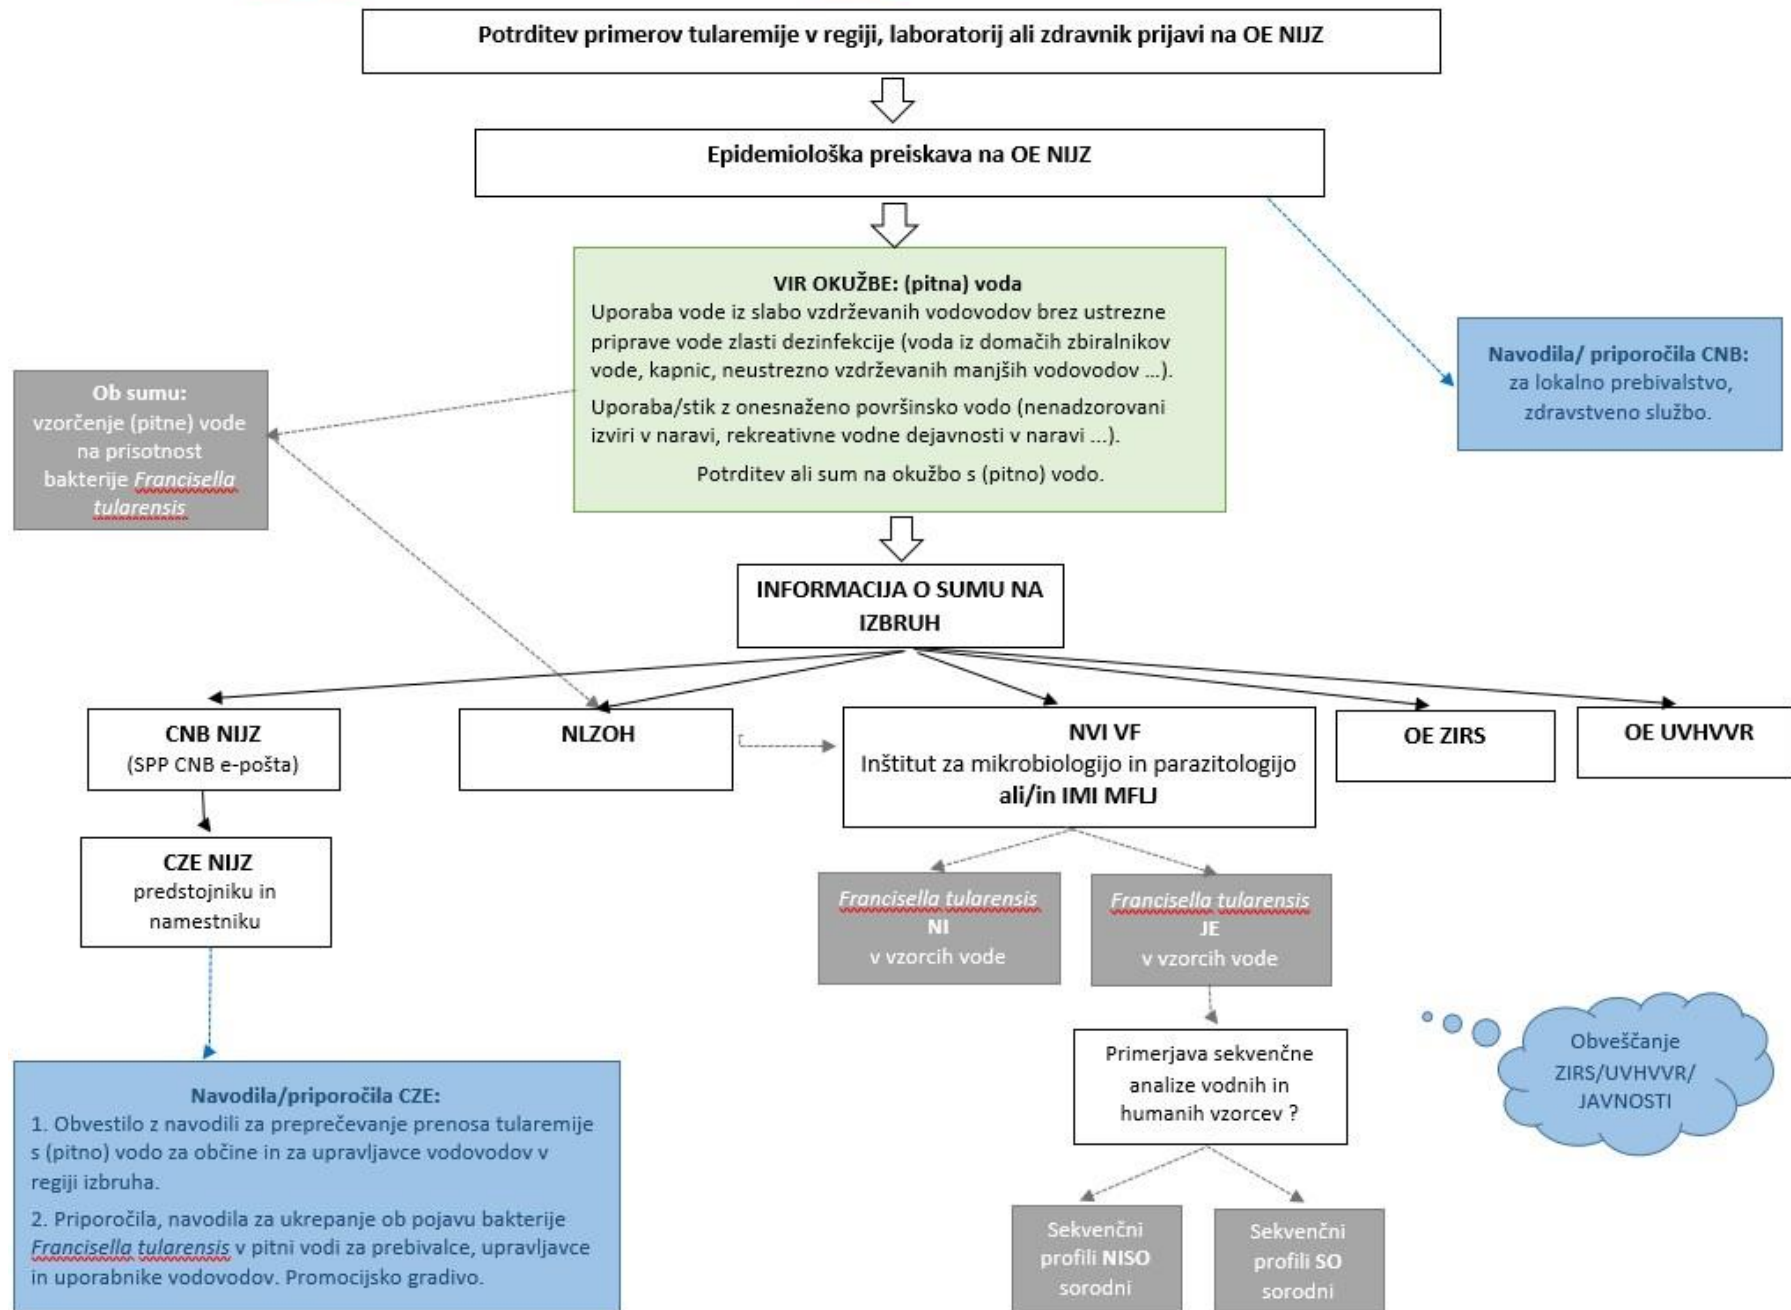 Potrditev primerov tularemije v regiji, laboratorij ali zdravnik prijavi na OE NIJZ
Epidemiološka preiskava na OE NIJZ
VIR OKUŽBE: (pitna) voda
Uporaba vode iz slabo vzdrževanih vodovodov brez ustrezne
priprave vode zlasti dezinfekcije (voda iz domačih zbiralnikov
vode, kapnic, neustrezno vzdrževanih manjših vodovodov ...).
Uporaba/stik z onesnaženo površinsko vodo (nenadzorovani
izviri v naravi, rekreativne vodne dejavnosti v naravi ...).
Potrditev ali sum na okužbo s (pitno) vodo.
Navodila/ priporočila CNB:
za lokalno prebivalstvo,
zdravstveno službo.
Ob sumu:
vzorčenje (pitne) vode
na prisotnost
bakterije Francisella
tularensis
INFORMACIJA O SUMU NA
IZBRUH
CNB NIJZ
(SPP CNB e-pošta)
NLZOH
NVI VF
Inštitut za mikrobiologijo in parazitologijo
ali/in IMI MFLJ
OE ZIRS
OE UVHVVR
CZE NIJZ
predstojniku in
namestniku
Francisella tularensis
NI
v vzorcih vode
Francisella tularensis
JE
v vzorcih vode
Primerjava sekvenčne
analize vodnih in
humanih vzorcev ?
Obveščanje
ZIRS/UVHVVR/
JAVNOSTI
Navodila/priporočila CZE:
1. Obvestilo z navodili za preprečevanje prenosa tularemije
s (pitno) vodo za občine in za upravljavce vodovodov v
regiji izbruha.
2. Priporočila, navodila za ukrepanje ob pojavu bakterije
Francisella tularensis v pitni vodi za prebivalce, upravljavce
in uporabnike vodovodov. Promocijsko gradivo.
Sekvenčni
profili NISO
sorodni
Sekvenčni
profili SO
sorodni